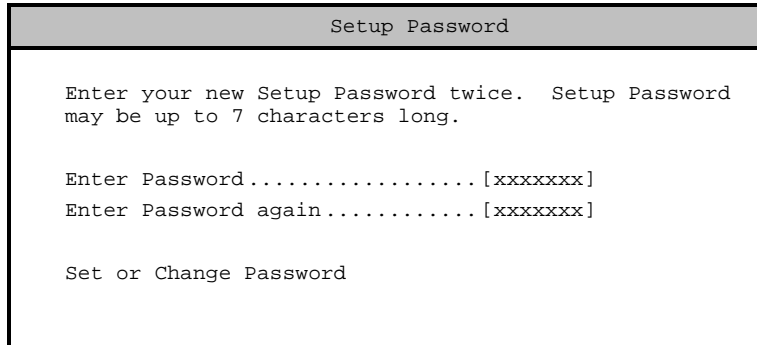 Setup Password
Enter your new Setup Password twice.  Setup Password
may be up to 7 characters long.
Enter Password..................[xxxxxxx]
Enter Password again............[xxxxxxx]
Set or Change Password